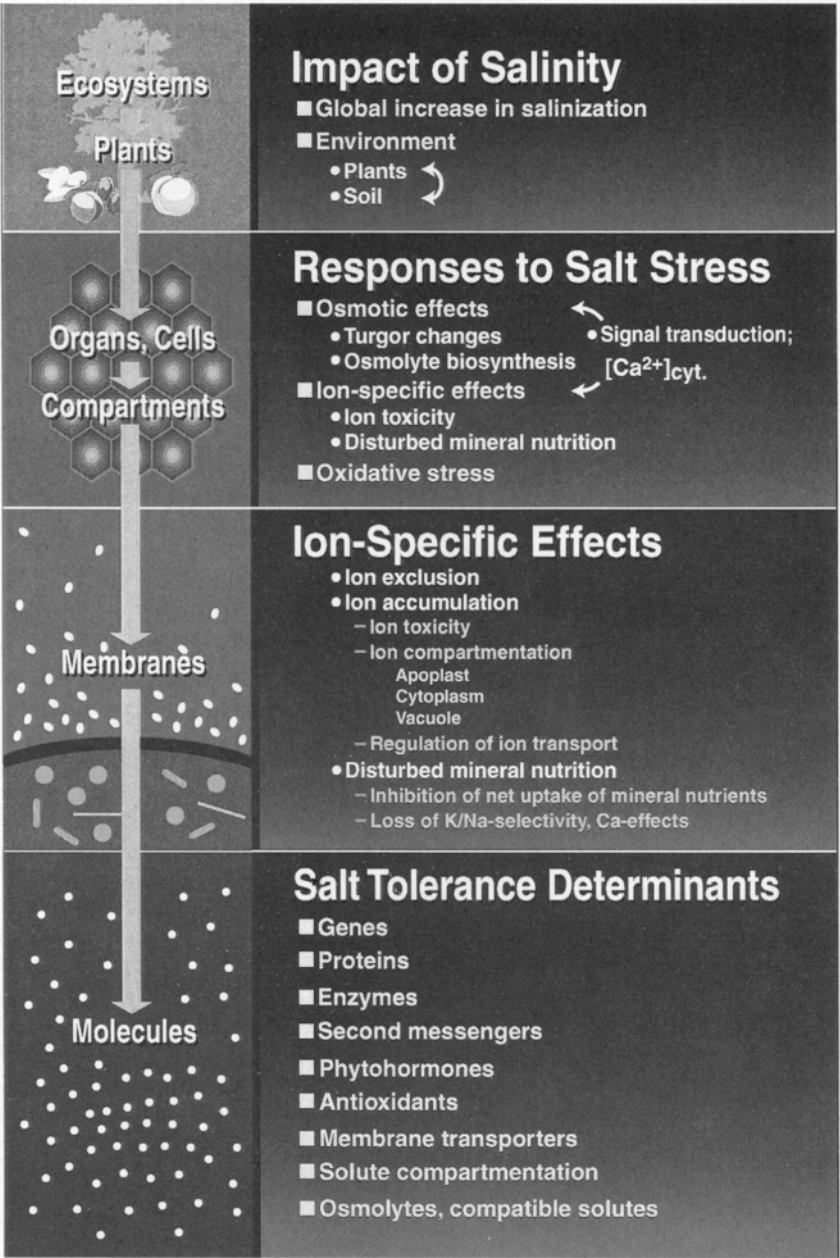 Ecosystems
Plants
Impact of Salinity
■ Global increase in salinization
■ Environment
• Plants
• Soil
Organs, Cells
Compartments
Responses to Salt Stress
■ Osmotic effects
• Turgor changes
• Osmolyte biosynthesis
• Signal transduction;
[Ca²⁺]cyt.
■ Ion-specific effects
• Ion toxicity
• Disturbed mineral nutrition
■ Oxidative stress
Membranes
Ion-Specific Effects
• Ion exclusion
• Ion accumulation
– Ion toxicity
– Ion compartmentation
Apoplast
Cytoplasm
Vacuole
– Regulation of ion transport
• Disturbed mineral nutrition
– Inhibition of net uptake of mineral nutrients
– Loss of K/Na-selectivity, Ca-effects
Molecules
Salt Tolerance Determinants
■ Genes
■ Proteins
■ Enzymes
■ Second messengers
■ Phytohormones
■ Antioxidants
■ Membrane transporters
■ Solute compartmentation
■ Osmolytes, compatible solutes